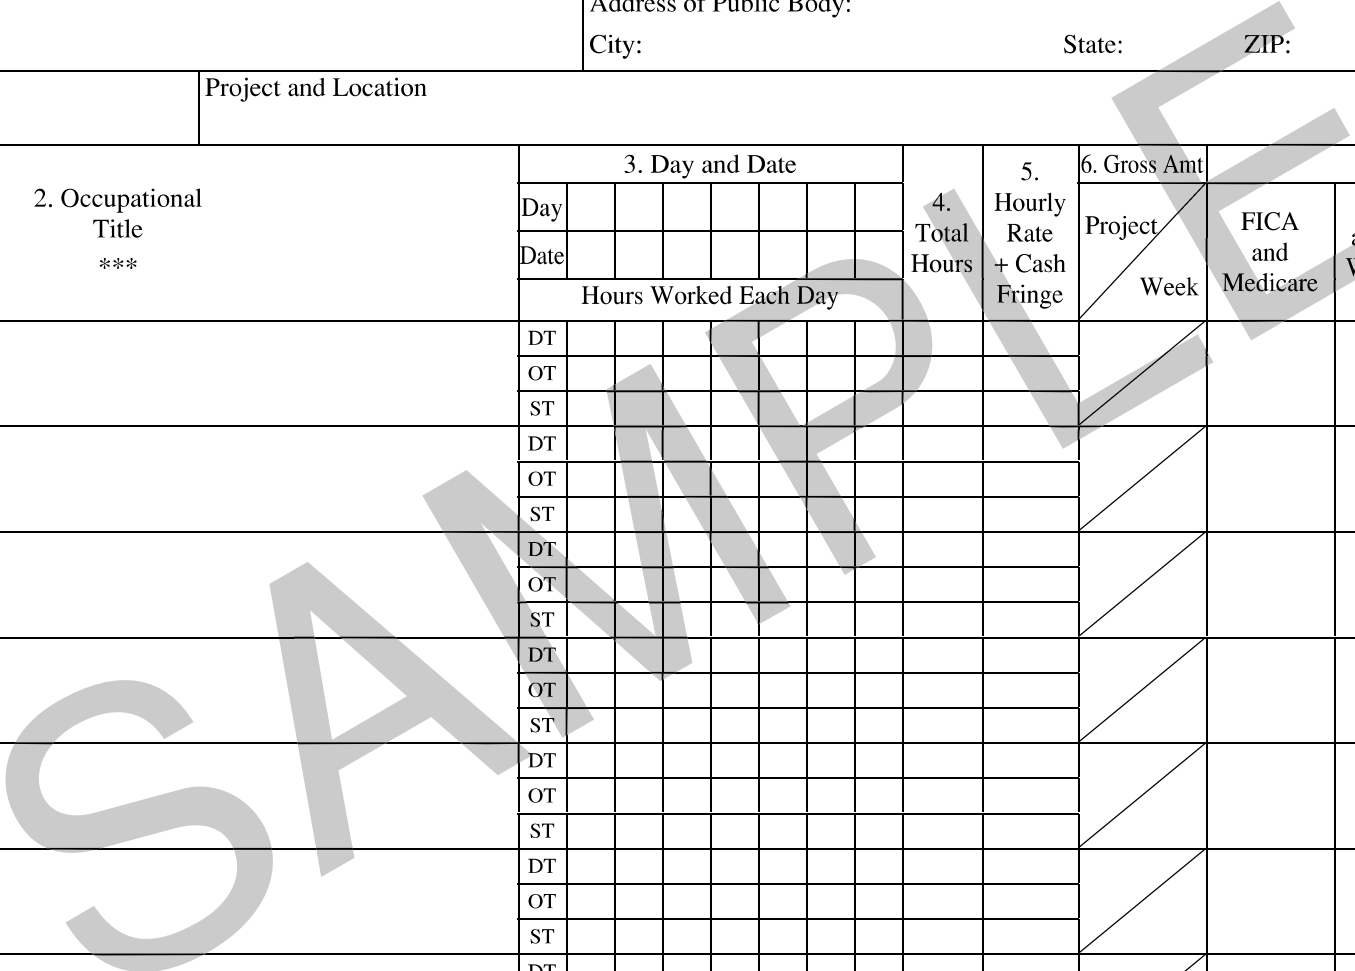 Address of Public Body:
City: State: ZIP:
Project and Location
2. Occupational
Title
***
3. Day and Date
Day
Date
Hours Worked Each Day
4.
Total
Hours
5.
Hourly
Rate
+ Cash
Fringe
6. Gross Amt
Project
Week
FICA
and
Medicare
DT
OT
ST
DT
OT
ST
DT
OT
ST
DT
OT
ST
DT
OT
ST
DT
OT
ST
DT
SAMPLE